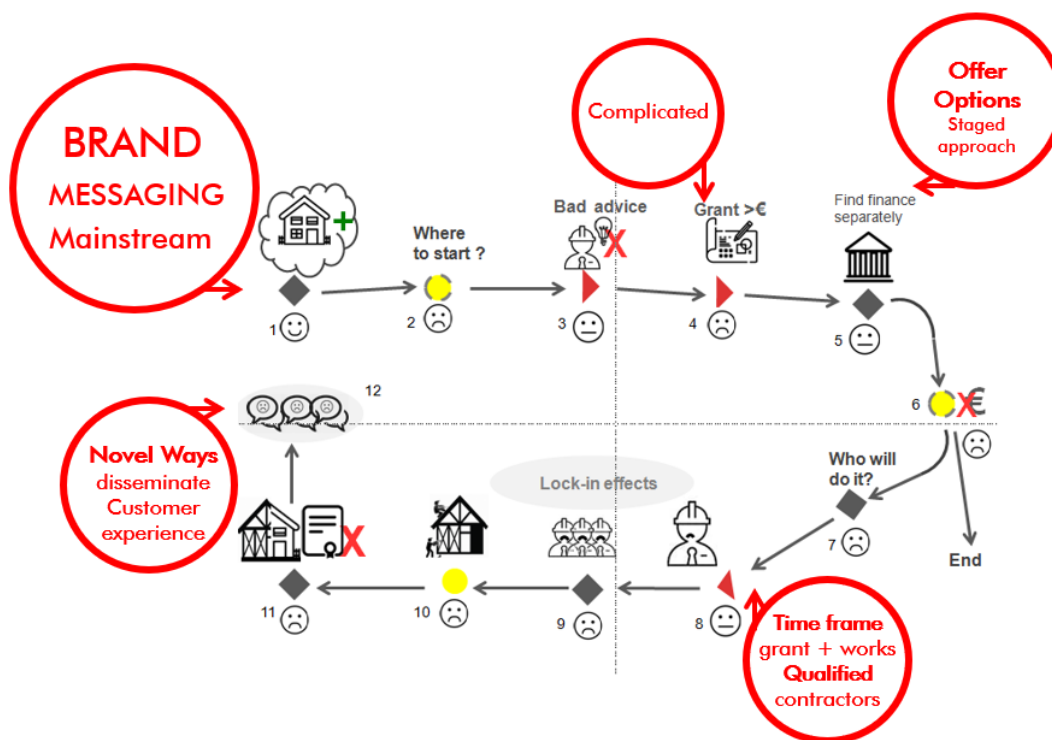 BRAND
MESSAGING
Mainstream
Complicated
Offer
Options
Staged
approach
Where
to start ?
Bad advice
X
Grant >€
Find finance
separately
+
1
2
3
4
5
6
X€
12
Novel Ways
disseminate
Customer
experience
Lock-in effects
Who will
do it?
7
End
X
11
10
9
8
Time frame
grant + works
Qualified
contractors